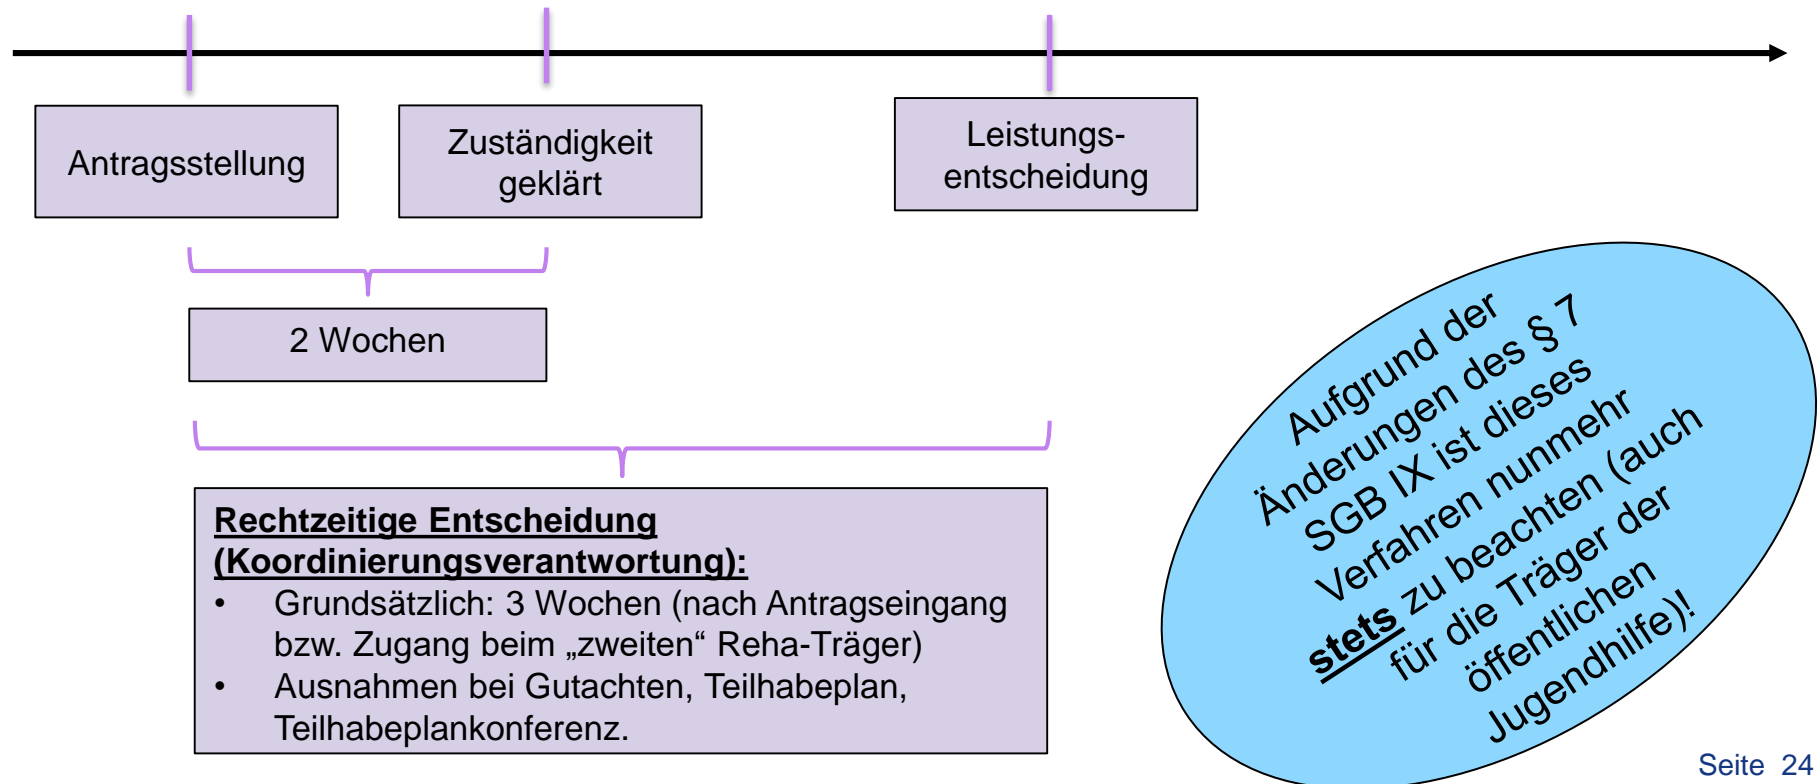 Antragsstellung
Zuständigkeit
geklärt
Leistungs-
entscheidung
2 Wochen
Rechtzeitige Entscheidung
(Koordinierungsverantwortung):
• Grundsätzlich: 3 Wochen (nach Antragseingang
bzw. Zugang beim „zweiten“ Reha-Träger)
• Ausnahmen bei Gutachten, Teilhabeplan,
Teilhabeplankonferenz.
Aufgrund der
Änderungen des § 7
SGB IX ist dieses
Verfahren nunmehr
stets zu beachten (auch
für die Träger der
öffentlichen
Jugendhilfe)!
Seite 24